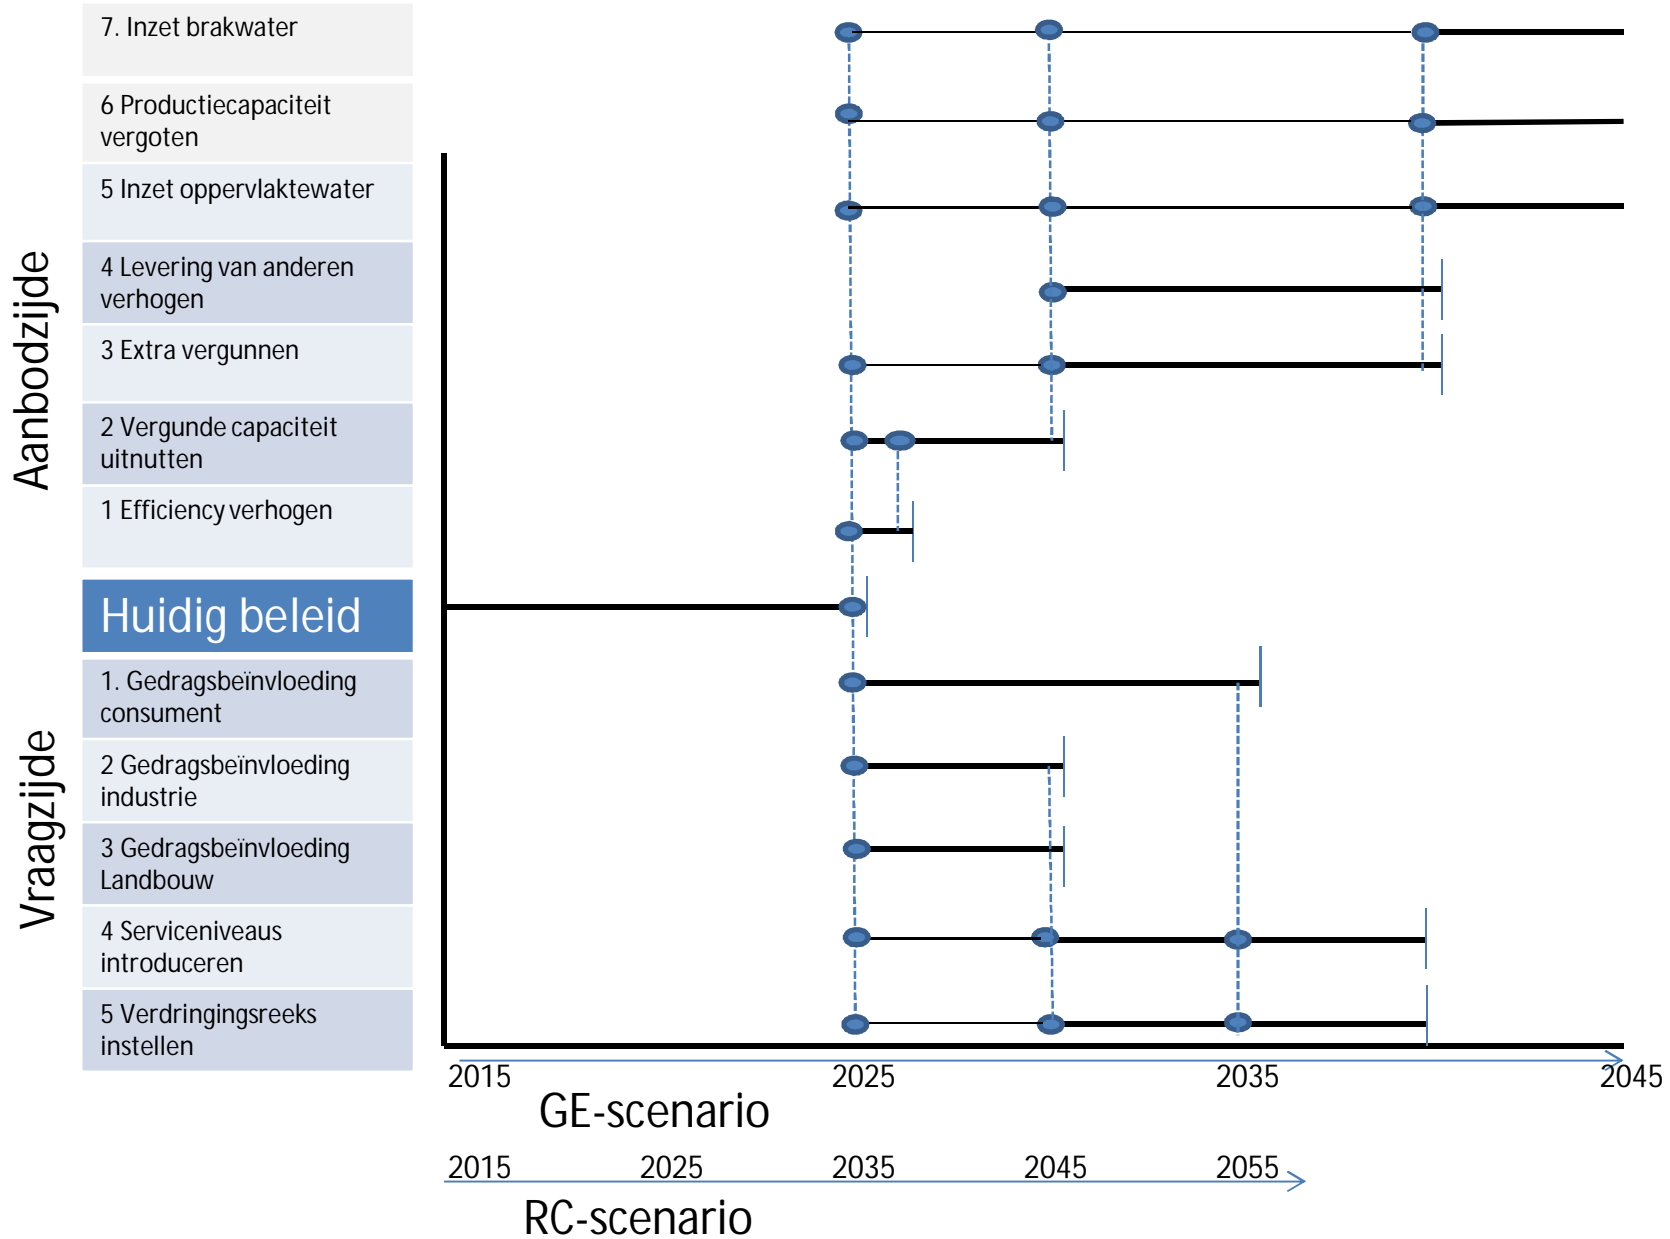 7. Inzet brakwater
6 Productiecapaciteit
vergoten
5 Inzet oppervlaktewater
4 Levering van anderen
verhogen
3 Extra vergunnen
2 Vergunde capaciteit
uitnutten
1 Efficiency verhogen
Aanbodzijde
Huidig beleid
1. Gedragsbeïnvloeding
consument
2 Gedragsbeïnvloeding
industrie
3 Gedragsbeïnvloeding
Landbouw
4 Serviceniveaus
introduceren
5 Verdringingsreeks
instellen
Vraagzijde
2015 2025 2035 2045
GE-scenario
2015 2025 2035 2045 2055
RC-scenario